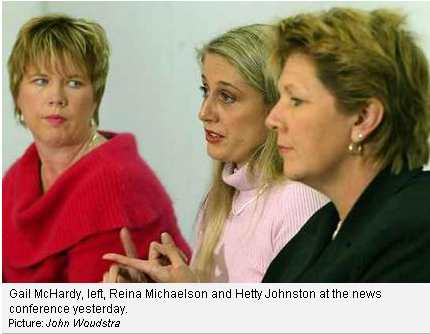 Gail McHardy, left, Reina Michaelson and Hetty Johnston at the news
conference yesterday.
Picture: John Woudstra